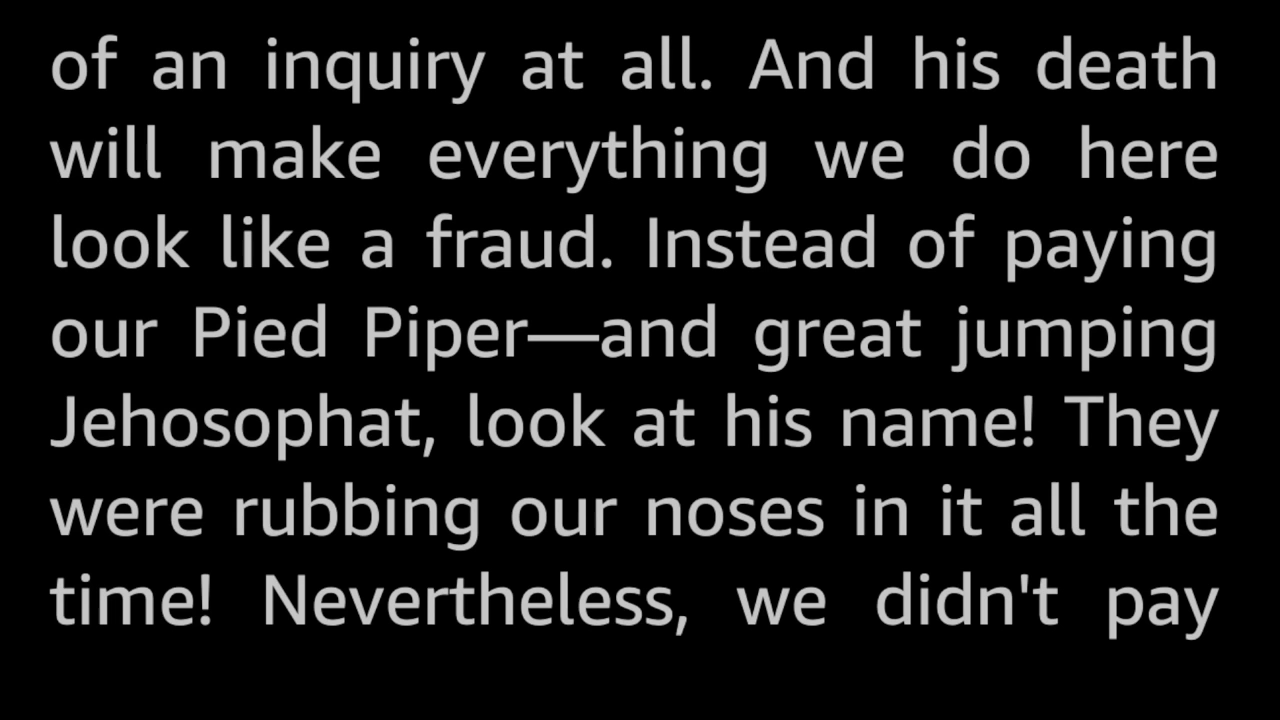 of an inquiry at all. And his death
will make everything we do here
look like a fraud. Instead of paying
our Pied Piper—and great jumping
Jehosophat, look at his name! They
were rubbing our noses in it all the
time! Nevertheless, we didn't pay